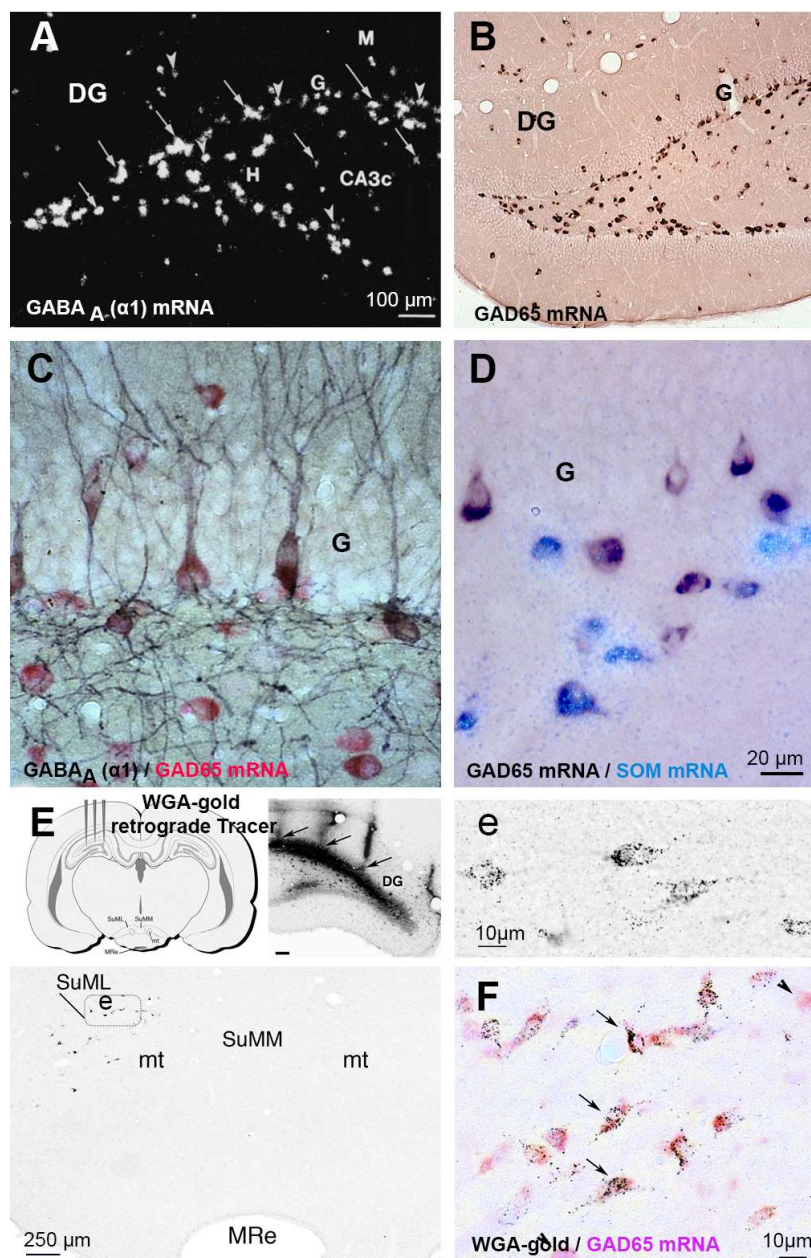 A
M
DG
G
H
CA3c
GABA A (α1) mRNA
100 µm
B
G
DG
GAD65 mRNA
C
G
GABAA (α1) / GAD65 mRNA
D
G
GAD65 mRNA / SOM mRNA
20 µm
E
WGA-gold
retrograde Tracer
SuML
SuMM
mt
MRe
DG
e
10µm
SuML
e
SuMM
mt
mt
250 µm
MRe
F
WGA-gold / GAD65 mRNA
10µm